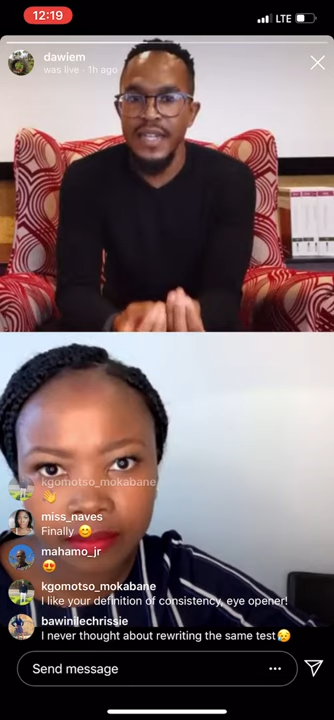 12:19
LTE
dawiem
was live · 1h ago
kgomotso_mokabane
👋
miss_naves
Finally 😊
mahamo_jr
😍
kgomotso_mokabane
I like your definition of consistency, eye opener!
bawinilechrissie
I never thought about rewriting the same test😢
Send message